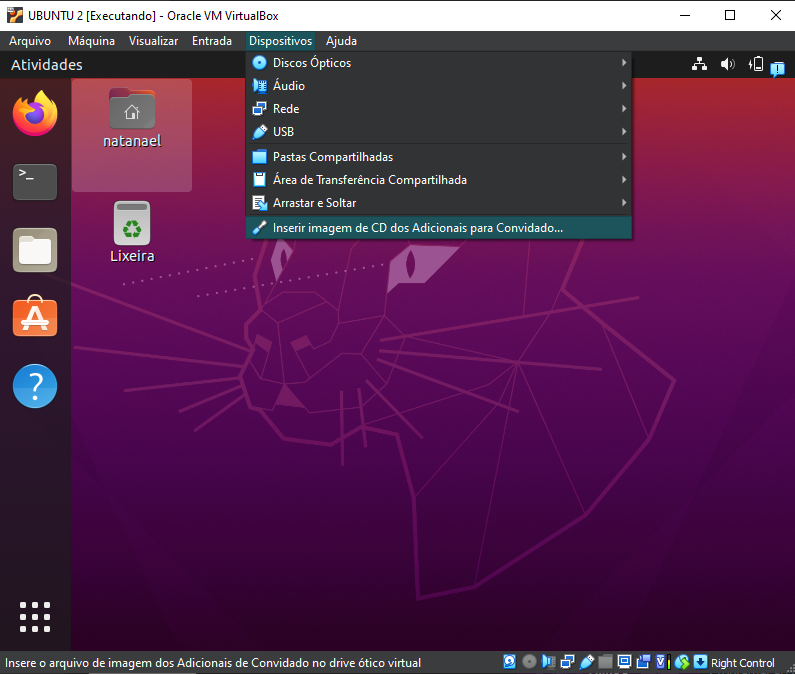 UBUNTU 2 [Executando] - Oracle VM VirtualBox
Arquivo Máquina Visualizar Entrada Dispositivos Ajuda
Atividades
Discos Ópticos
Áudio
Rede
USB
Pastas Compartilhadas
Área de Transferência Compartilhada
Arrastar e Soltar
Inserir imagem de CD dos Adicionais para Convidado...
natanael
Lixeira
Insere o arquivo de imagem dos Adicionais de Convidado no drive ótico virtual
Right Control